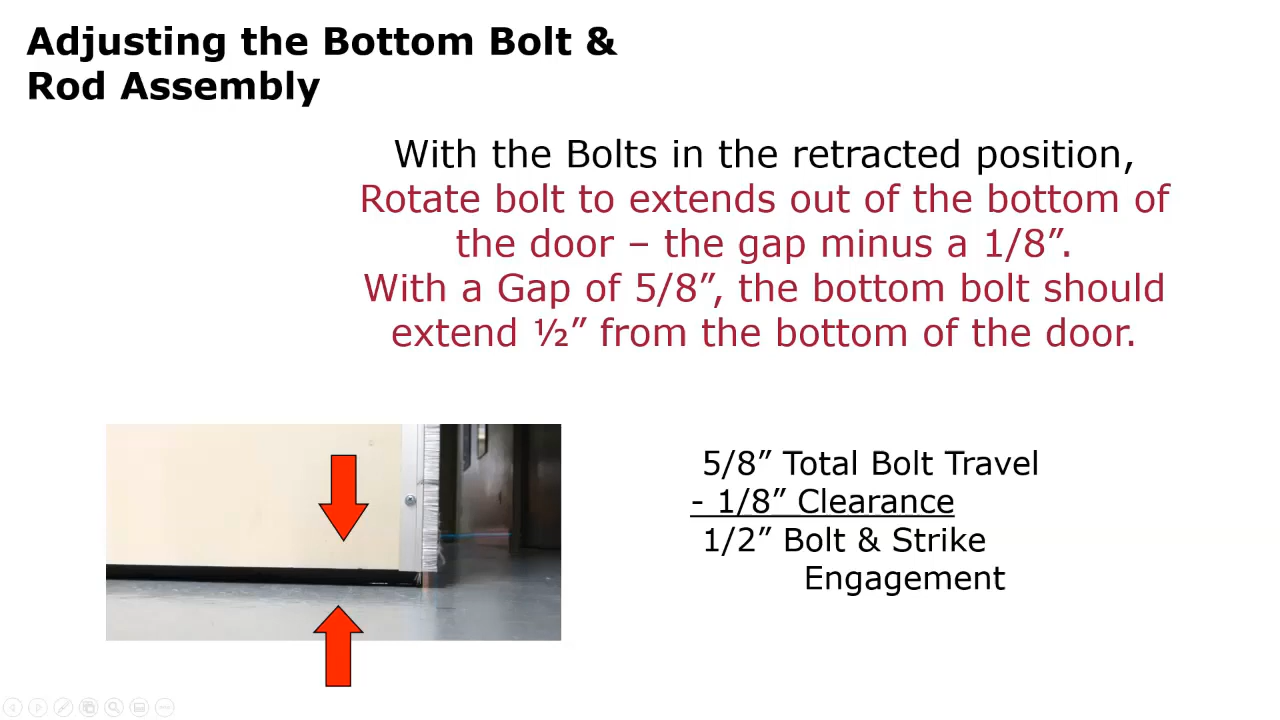 Adjusting the Bottom Bolt &
Rod Assembly
With the Bolts in the retracted position,
Rotate bolt to extends out of the bottom of
the door – the gap minus a 1/8”.
With a Gap of 5/8”, the bottom bolt should
extend ½” from the bottom of the door.
5/8” Total Bolt Travel
- 1/8” Clearance
1/2” Bolt & Strike
Engagement